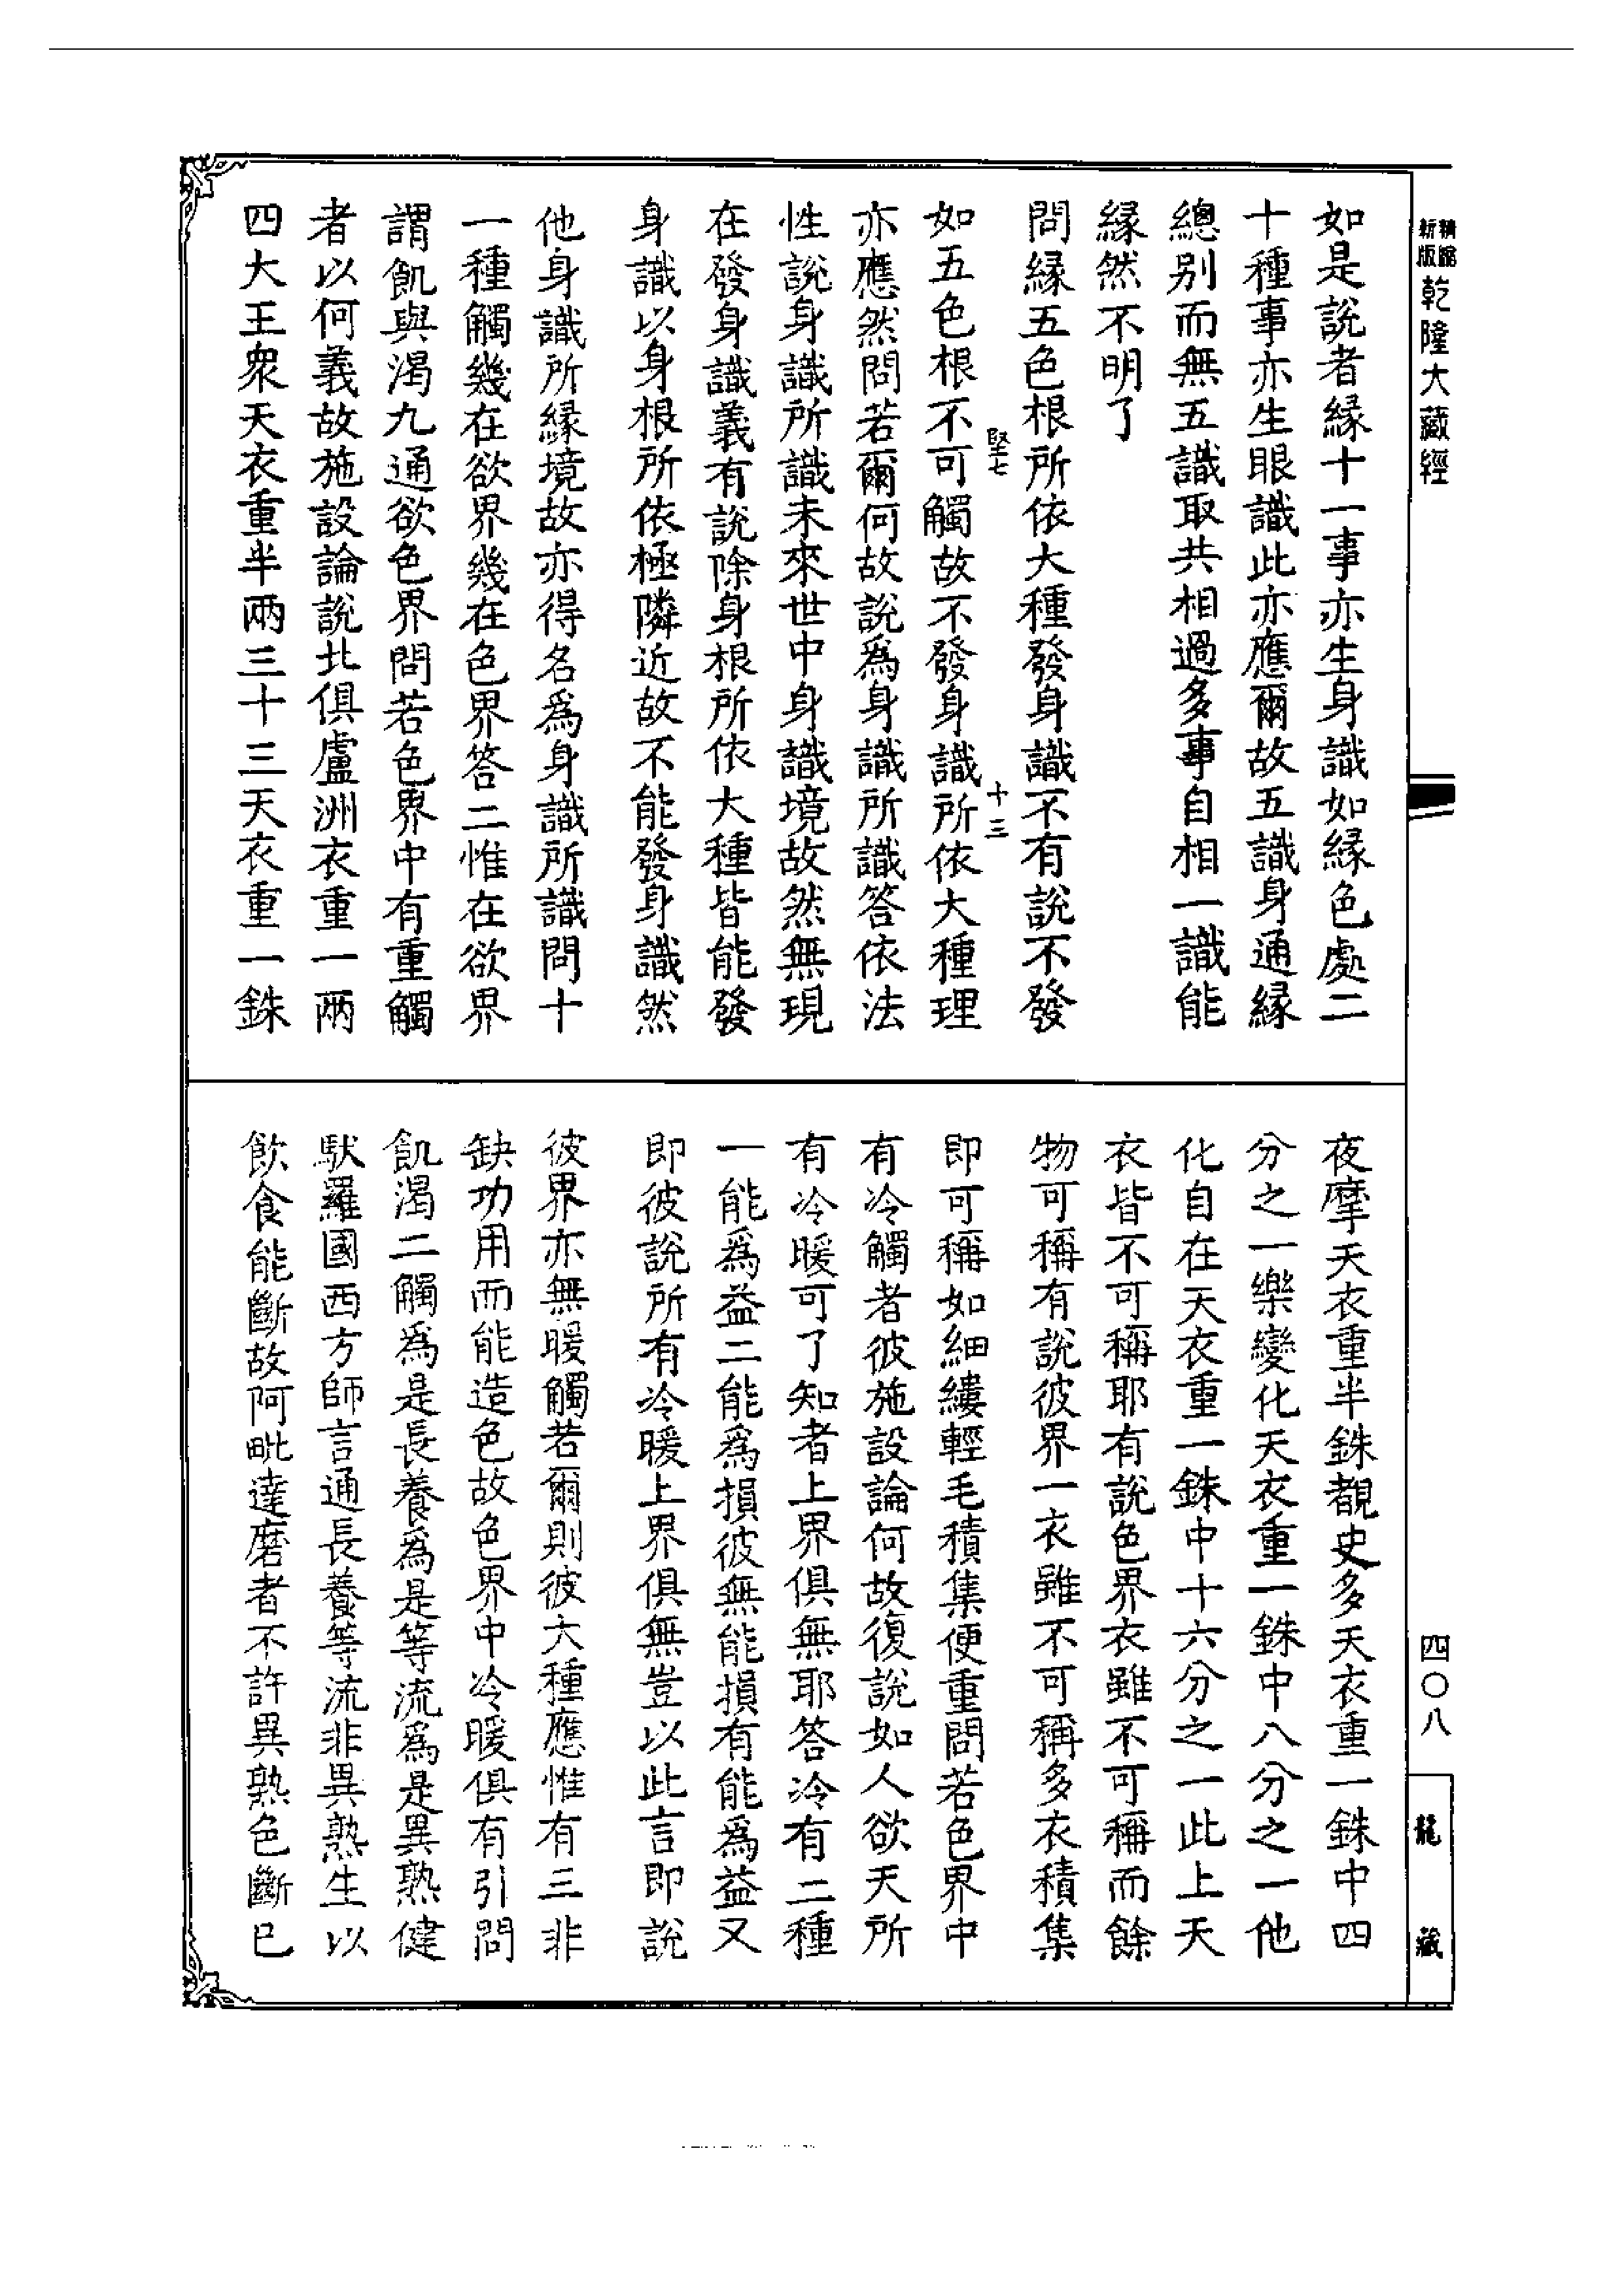 新版
精縮
乾隆大藏經
四〇八
龍藏
如是說者緣十一事亦生身識如緣色處二
十種事亦生眼識此亦應爾故五識身通緣
總別而無五識取共相過多事自相一識能
緣然不明了
問緣五色根所依大種發身識不有說不發
堅七
十三
如五色根不可觸故不發身識所依大種理
亦應然問若爾何故說為身識所識答依法
性說身識所識未來世中身識境故然無現
在發身識義有說除身根所依大種皆能發
身識以身根所依極隣近故不能發身識然
他身識所緣境故亦得名為身識所識問十
一種觸幾在欲界幾在色界答二惟在欲界
謂飢與渴九通欲色界問若色界中有重觸
者以何義故施設論說北俱盧洲衣重一兩
四大王衆天衣重半兩三十三天衣重一銖
夜摩天衣重半銖覩史多天衣重一銖中四
分之一樂變化天衣重一銖中八分之一他
化自在天衣重一銖中十六分之一此上天
衣皆不可稱耶有說色界衣雖不可稱而餘
物可稱有說彼界一衣雖不可稱多衣積集
即可稱如細縷輕毛積集便重問若色界中
有冷觸者彼施設論何故復說如人欲天所
有冷暖可了知者上界俱無耶答冷有二種
一能為益二能為損彼無能損有能為益又
即彼說所有冷暖上界俱無豈以此言即說
彼界亦無暖觸若爾則彼大種應惟有三非
缺功用而能造色故色界中冷暖俱有引問
飢渴二觸為是長養為是等流為是異熟健
馱羅國西方師言通長養等流非異熟生以
飲食能斷故阿毗達磨者不許異熟色斷已